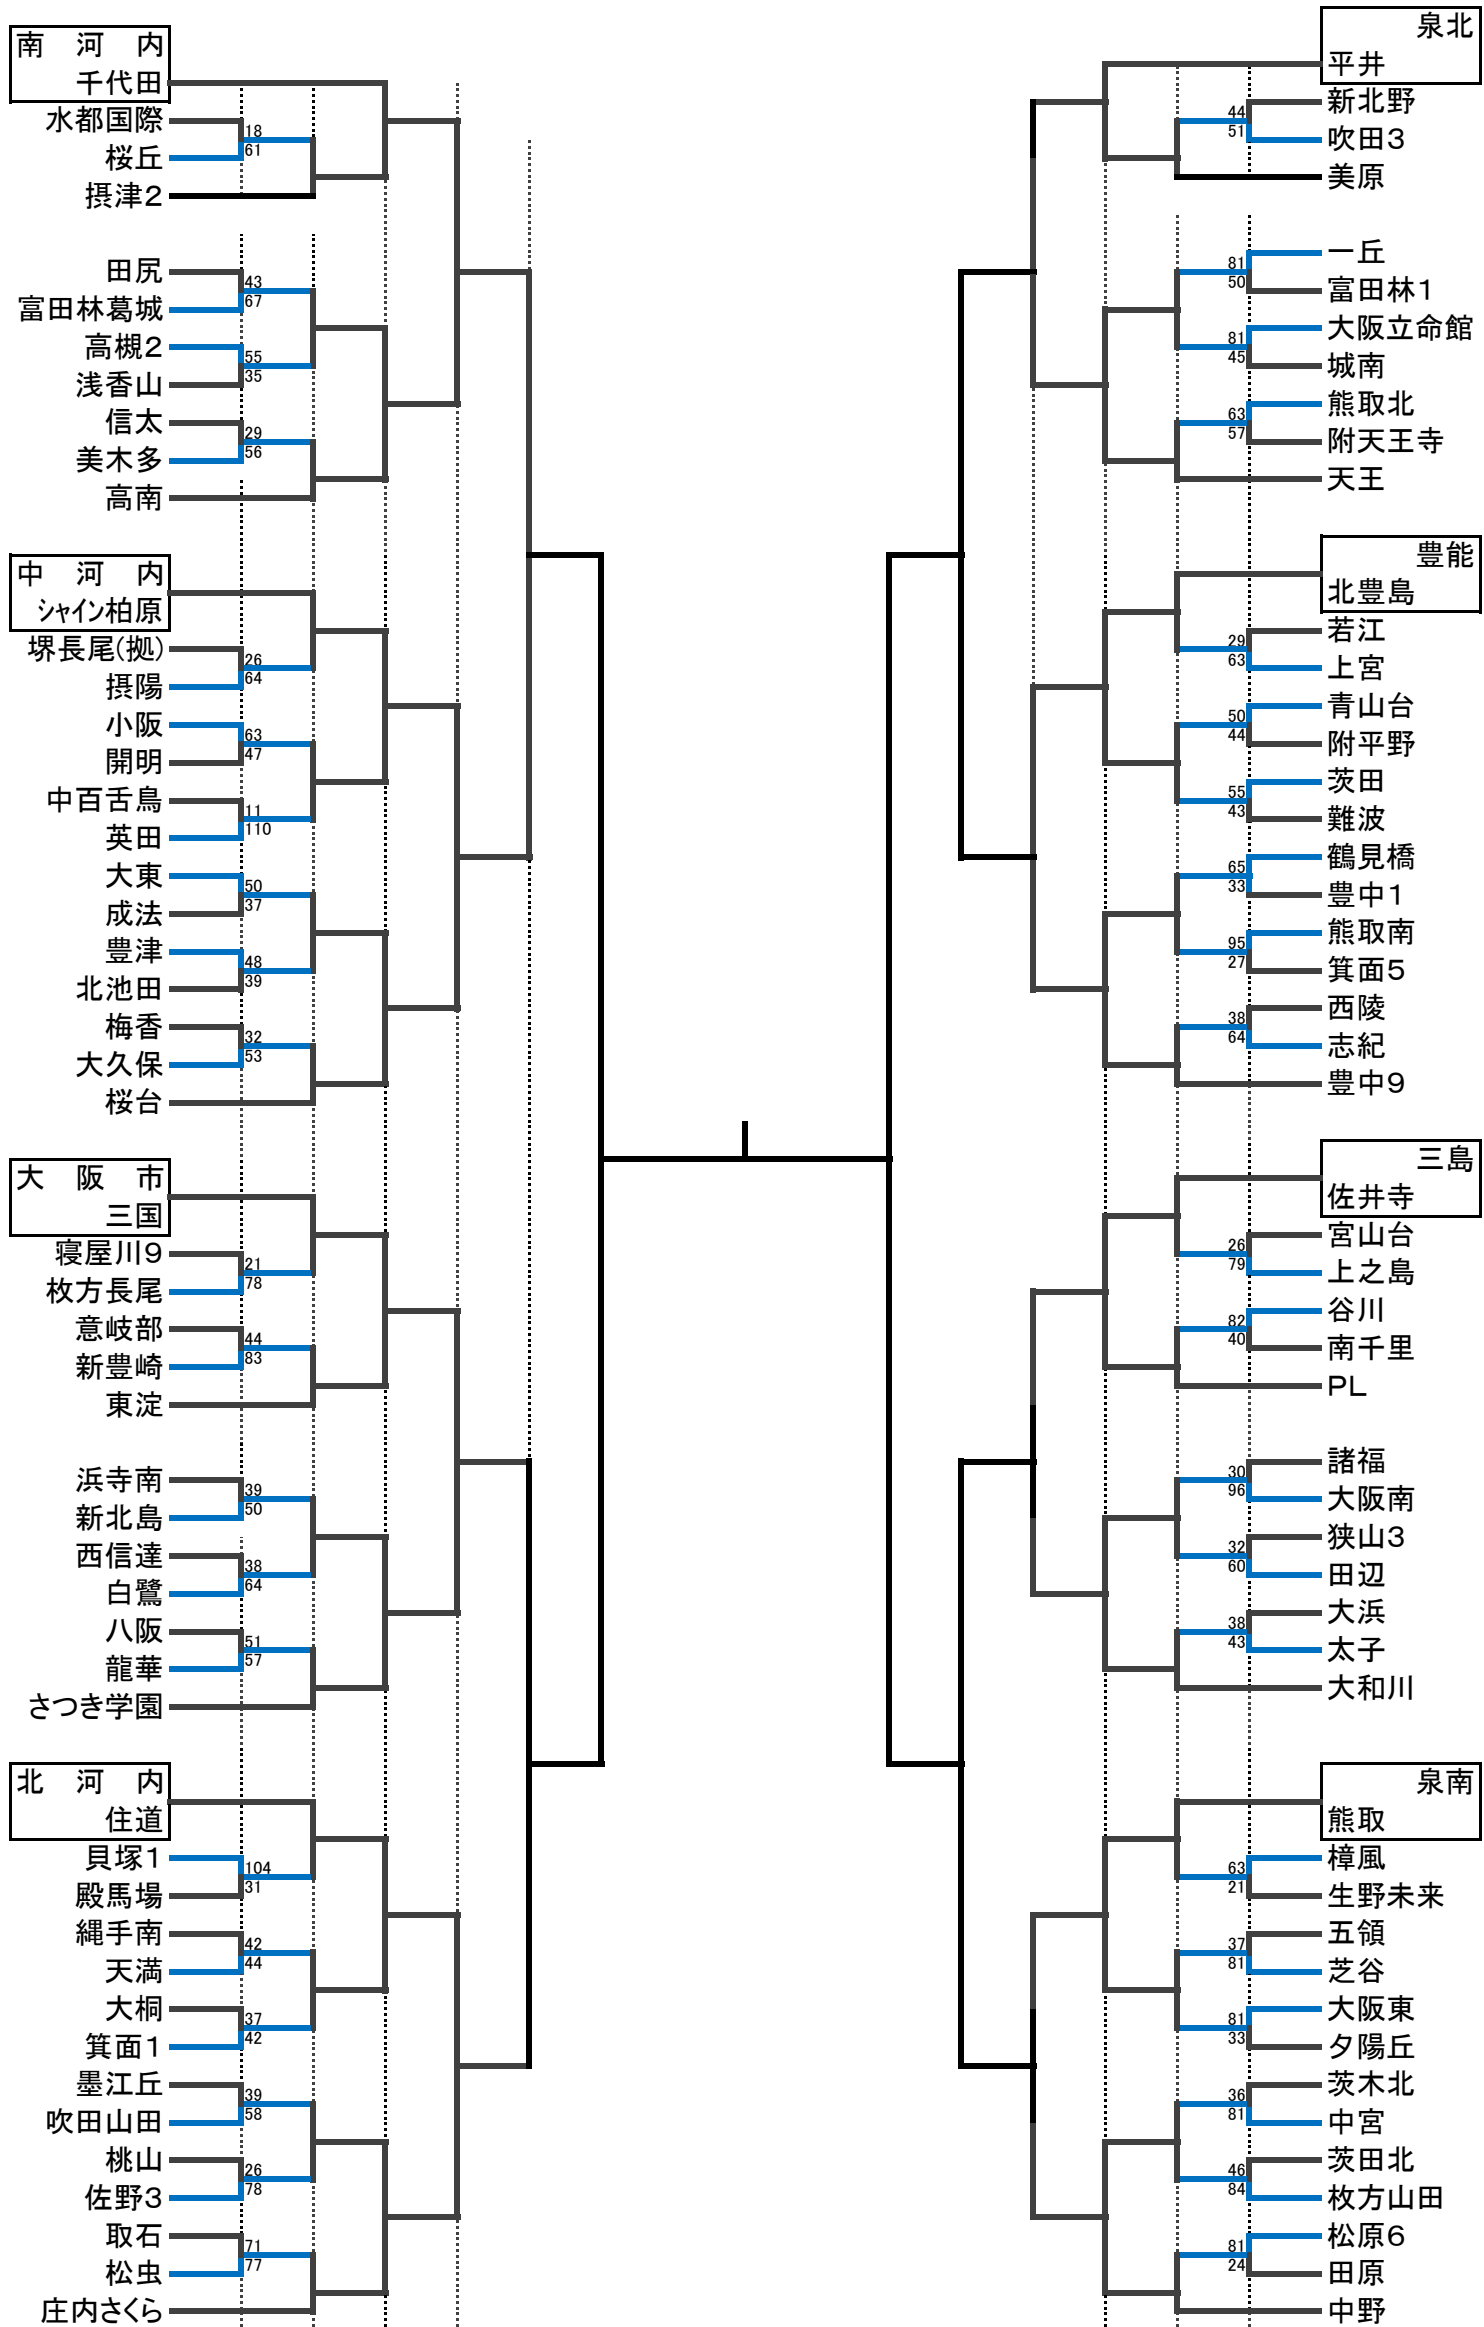 南 河 内
千代田
水都国際
18
61
桜丘
摂津2
田尻
43
67
富田林葛城
高槻2
55
35
浅香山
信太
29
56
美木多
高南
中 河 内
シャイン柏原
堺長尾(拠)
26
64
摂陽
小阪
63
47
開明
中百舌鳥
11
110
英田
大東
50
37
成法
豊津
48
39
北池田
梅香
32
53
大久保
桜台
大 阪 市
三国
寝屋川9
21
78
枚方長尾
意岐部
44
83
新豊崎
東淀
浜寺南
39
50
新北島
西信達
38
64
白鷺
八阪
51
57
龍華
さつき学園
北 河 内
住道
貝塚1
104
31
殿馬場
縄手南
42
44
天満
大桐
37
42
箕面1
墨江丘
39
58
吹田山田
桃山
26
78
佐野3
取石
71
77
松虫
庄内さくら
泉北
平井
新北野
44
51
吹田3
美原
一丘
81
50
富田林1
大阪立命館
81
45
城南
熊取北
63
57
附天王寺
天王
豊能
北豊島
若江
29
63
上宮
青山台
50
44
附平野
茨田
55
43
難波
鶴見橋
65
33
豊中1
熊取南
95
27
箕面5
西陵
38
64
志紀
豊中9
三島
佐井寺
宮山台
26
79
上之島
谷川
82
40
南千里
PL
諸福
30
96
大阪南
狭山3
32
60
田辺
大浜
38
43
太子
大和川
泉南
熊取
樟風
63
21
生野未来
五領
37
81
芝谷
大阪東
81
33
夕陽丘
茨木北
36
81
中宮
茨田北
46
84
枚方山田
松原6
81
24
田原
中野